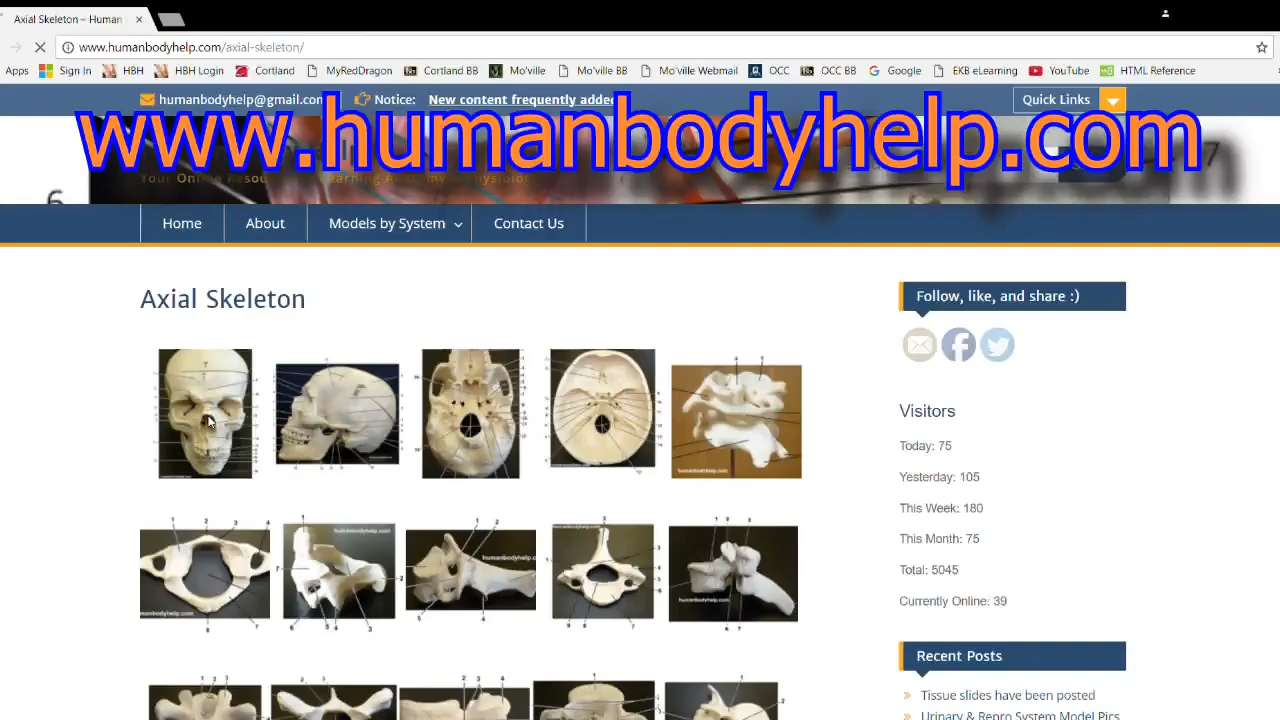 Axial Skeleton – Human
www.humanbodyhelp.com/axial-skeleton/
Apps Sign In HBH HBH Login Cortland MyRedDragon Cortland BB Mo'ville Mo'ville BB Mo'ville Webmail OCC OCC BB Google EKB eLearning YouTube HTML Reference
humanbodyhelp@gmail.com Notice: New content frequently added Quick Links
www.humanbodyhelp.com
Your Online
Home About Models by System Contact Us
Axial Skeleton
Follow, like, and share :)
Visitors
Today: 75
Yesterday: 105
This Week: 180
This Month: 75
Total: 5045
Currently Online: 39
Recent Posts
Tissue slides have been posted
Urinary & Repro System Model Pics